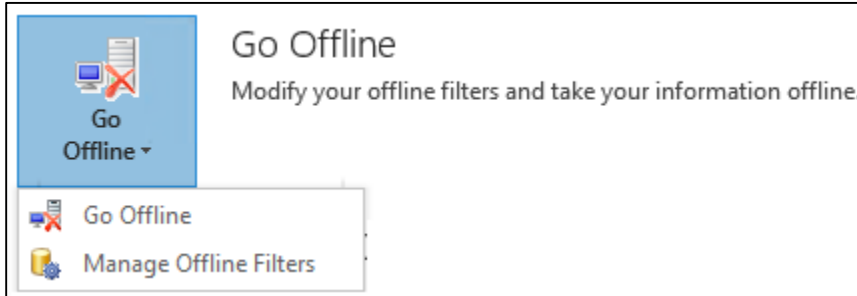 Go Offline
Modify your offline filters and take your information offline.
Go
Offline
Go Offline
Manage Offline Filters